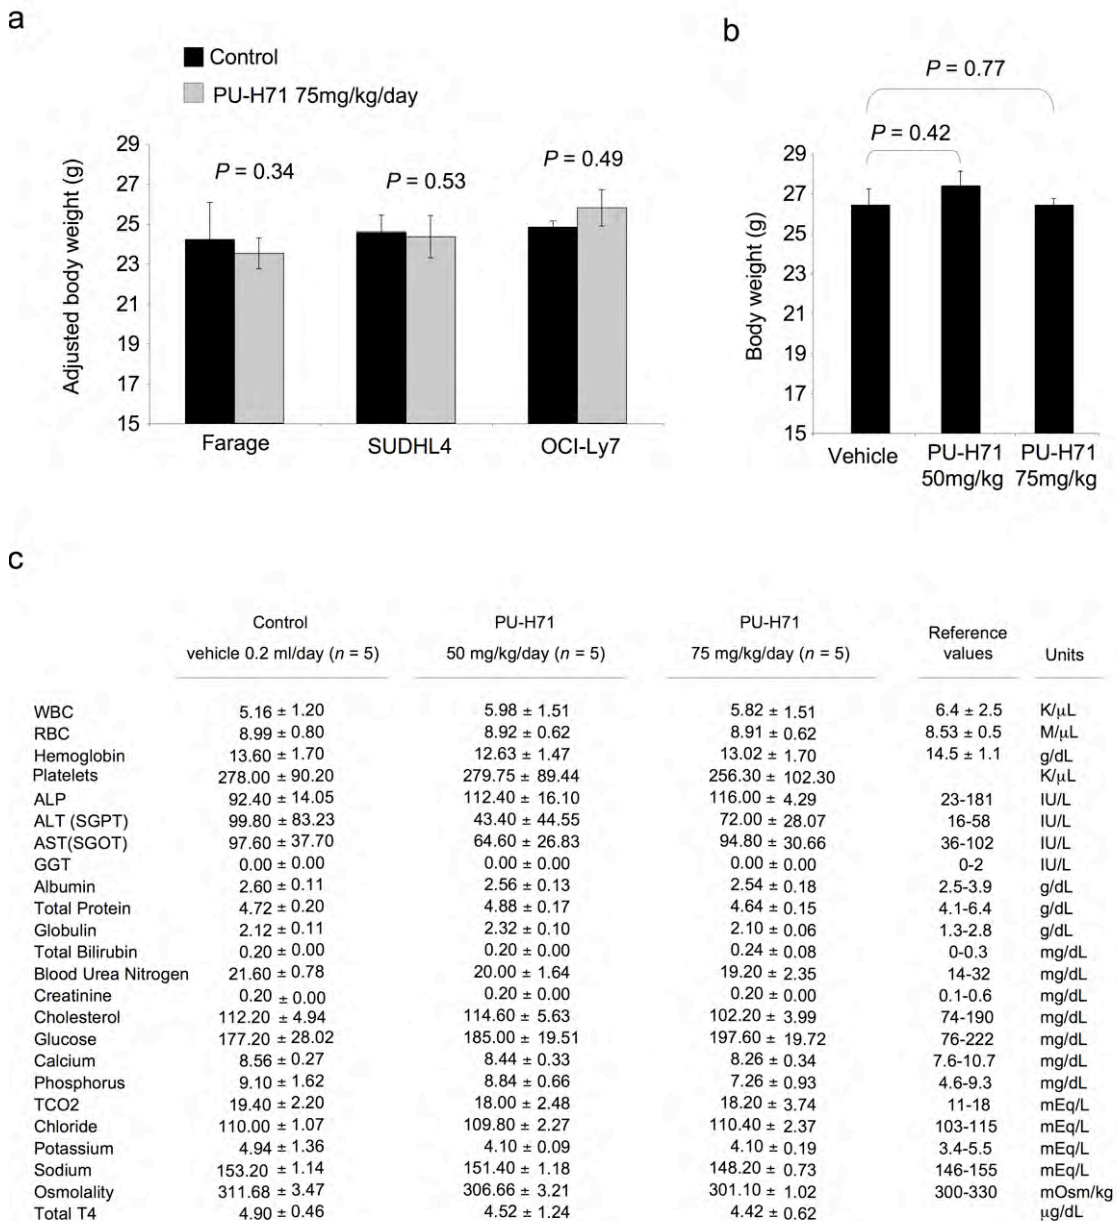 a
Control
PU-H71 75mg/kg/day
Adjusted body weight (g)
29
27
25
23
21
19
17
15
P = 0.34
P = 0.53
P = 0.49
Farage SUDHL4 OCI-Ly7
b
P = 0.77
P = 0.42
Body weight (g)
29
27
25
23
21
19
17
15
Vehicle PU-H71 PU-H71
50mg/kg 75mg/kg
c
Control PU-H71 PU-H71 Reference
vehicle 0.2 ml/day (n = 5) 50 mg/kg/day (n = 5) 75 mg/kg/day (n = 5) values Units
WBC 5.16 ± 1.20 5.98 ± 1.51 5.82 ± 1.51 6.4 ± 2.5 K/μL
RBC 8.99 ± 0.80 8.92 ± 0.62 8.91 ± 0.62 8.53 ± 0.5 M/μL
Hemoglobin 13.60 ± 1.70 12.63 ± 1.47 13.02 ± 1.70 14.5 ± 1.1 g/dL
Platelets 278.00 ± 90.20 279.75 ± 89.44 256.30 ± 102.30 K/μL
ALP 92.40 ± 14.05 112.40 ± 16.10 116.00 ± 4.29 23-181 IU/L
ALT (SGPT) 99.80 ± 83.23 43.40 ± 44.55 72.00 ± 28.07 16-58 IU/L
AST(SGOT) 97.60 ± 37.70 64.60 ± 26.83 94.80 ± 30.66 36-102 IU/L
GGT 0.00 ± 0.00 0.00 ± 0.00 0.00 ± 0.00 0-2 IU/L
Albumin 2.60 ± 0.11 2.56 ± 0.13 2.54 ± 0.18 2.5-3.9 g/dL
Total Protein 4.72 ± 0.20 4.88 ± 0.17 4.64 ± 0.15 4.1-6.4 g/dL
Globulin 2.12 ± 0.11 2.32 ± 0.10 2.10 ± 0.06 1.3-2.8 g/dL
Total Bilirubin 0.20 ± 0.00 0.20 ± 0.00 0.24 ± 0.08 0-0.3 mg/dL
Blood Urea Nitrogen 21.60 ± 0.78 20.00 ± 1.64 19.20 ± 2.35 14-32 mg/dL
Creatinine 0.20 ± 0.00 0.20 ± 0.00 0.20 ± 0.00 0.1-0.6 mg/dL
Cholesterol 112.20 ± 4.94 114.60 ± 5.63 102.20 ± 3.99 74-190 mg/dL
Glucose 177.20 ± 28.02 185.00 ± 19.51 197.60 ± 19.72 76-222 mg/dL
Calcium 8.56 ± 0.27 8.44 ± 0.33 8.26 ± 0.34 7.6-10.7 mg/dL
Phosphorus 9.10 ± 1.62 8.84 ± 0.66 7.26 ± 0.93 4.6-9.3 mg/dL
TCO2 19.40 ± 2.20 18.00 ± 2.48 18.20 ± 3.74 11-18 mEq/L
Chloride 110.00 ± 1.07 109.80 ± 2.27 110.40 ± 2.37 103-115 mEq/L
Potassium 4.94 ± 1.36 4.10 ± 0.09 4.10 ± 0.19 3.4-5.5 mEq/L
Sodium 153.20 ± 1.14 151.40 ± 1.18 148.20 ± 0.73 146-155 mEq/L
Osmolality 311.68 ± 3.47 306.66 ± 3.21 301.10 ± 1.02 300-330 mOsm/kg
Total T4 4.90 ± 0.46 4.52 ± 1.24 4.42 ± 0.62 μg/dL